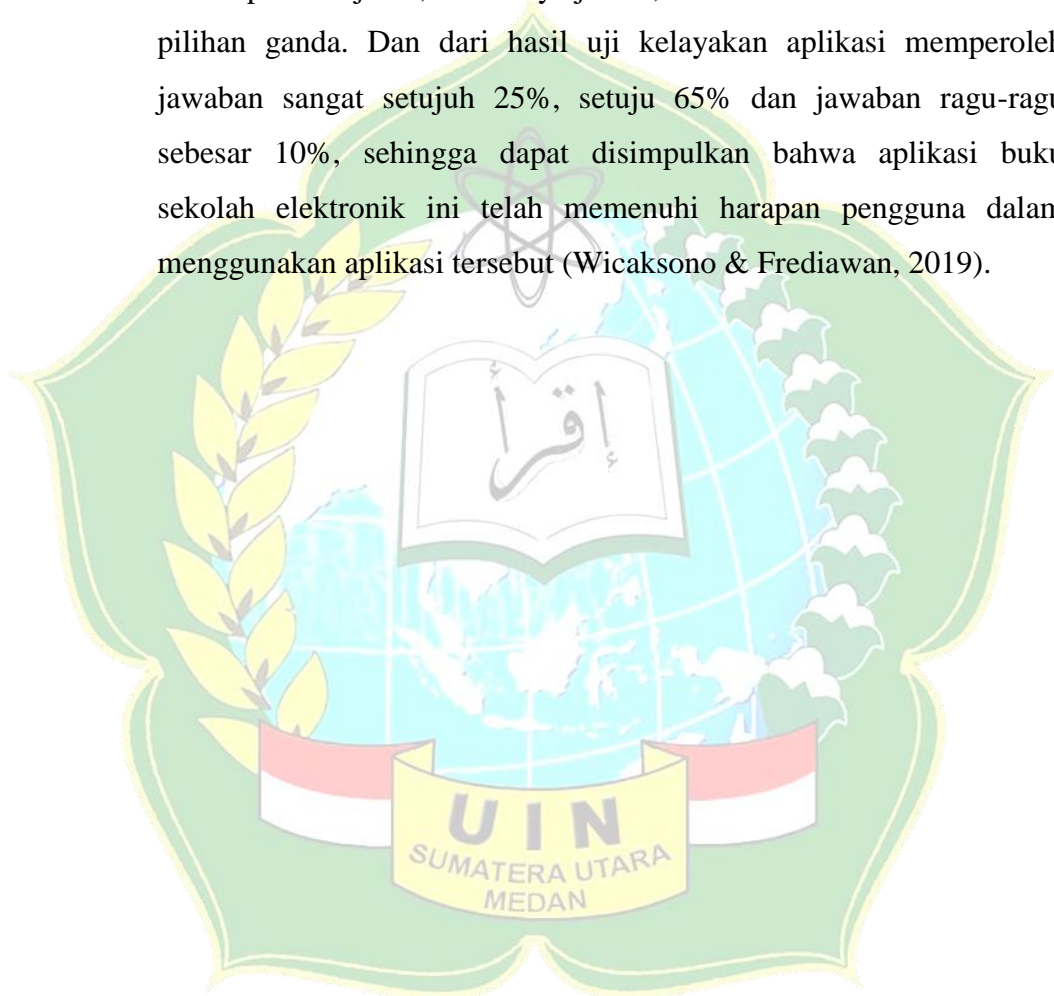 pilihan ganda. Dan dari hasil uji kelayakan aplikasi memperoleh
jawaban sangat setujuh 25%, setuju 65% dan jawaban ragu-ragu
sebesar 10%, sehingga dapat disimpulkan bahwa aplikasi buku
sekolah elektronik ini telah memenuhi harapan pengguna dalam
menggunakan aplikasi tersebut (Wicaksono & Frediawan, 2019).
إقرأ
UIN
SUMATERA UTARA
MEDAN